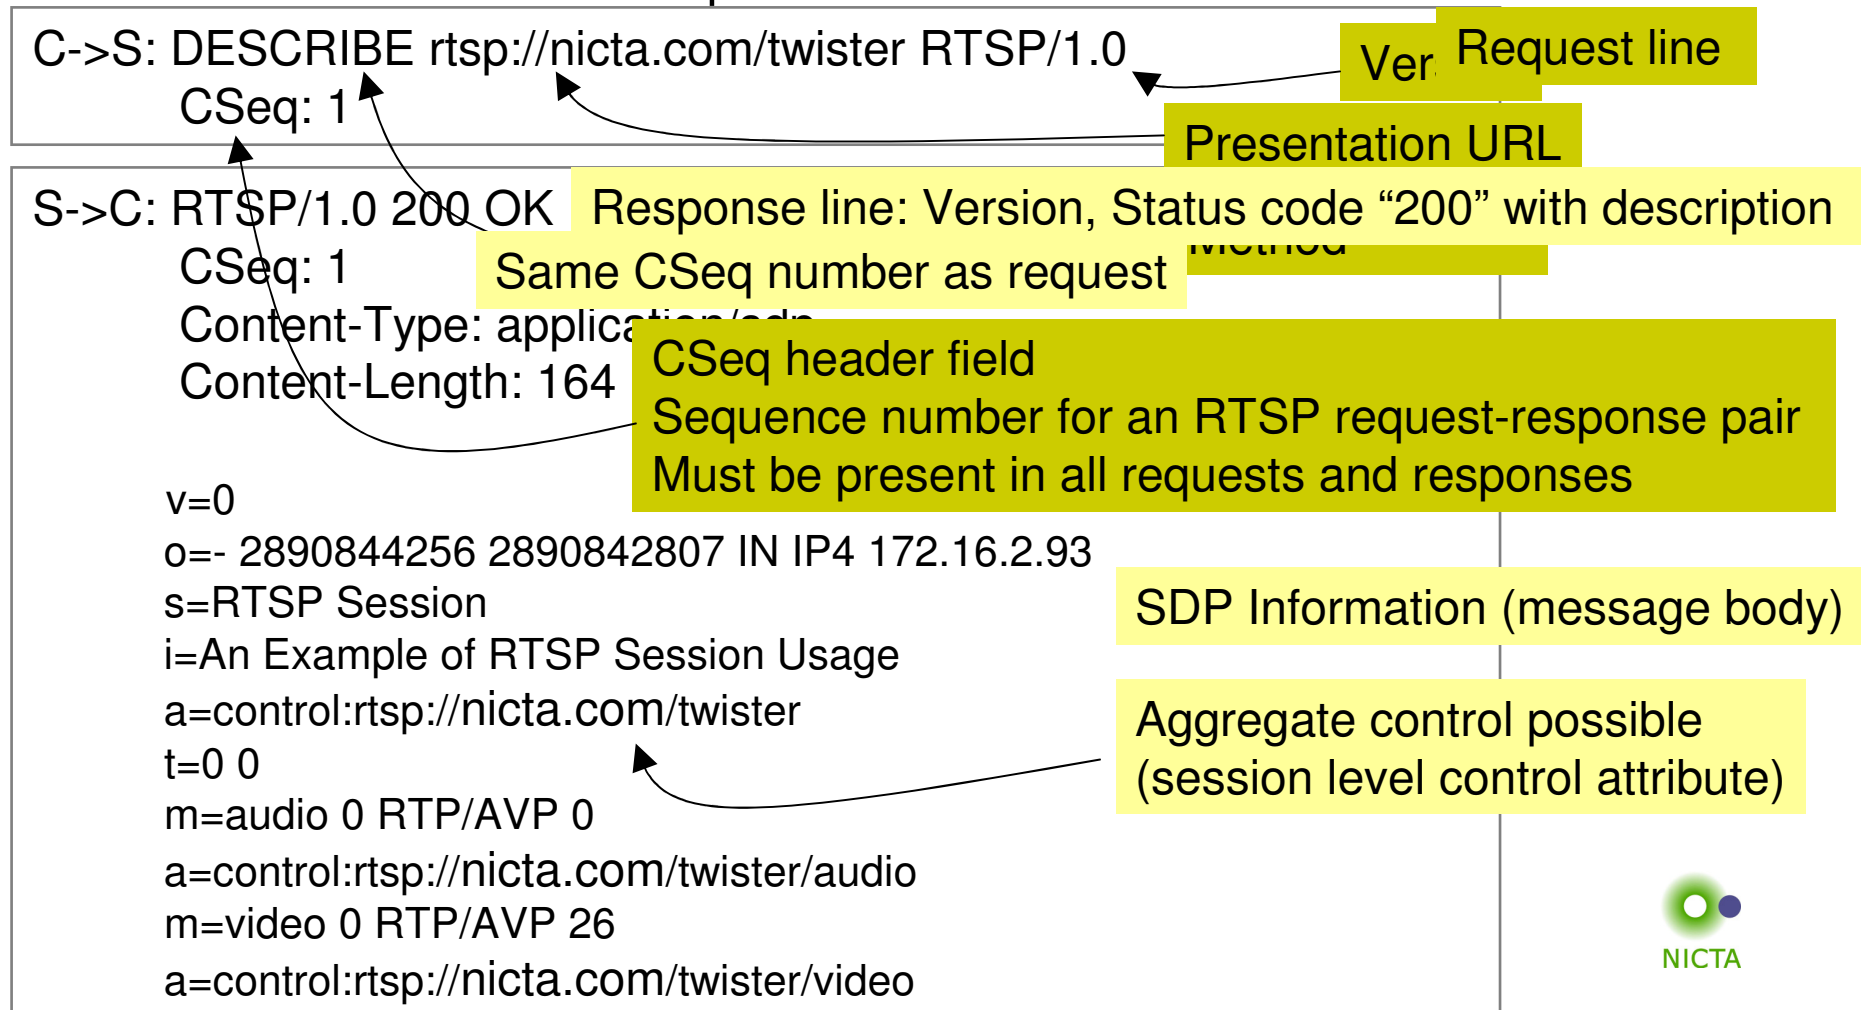 C->S: DESCRIBE rtsp://nicta.com/twister RTSP/1.0
Request line
CSeq: 1
Presentation URL
S->C: RTSP/1.0 200 OK
Response line: Version, Status code “200” with description
Method
CSeq: 1
Same CSeq number as request
Content-Type: application/sdp
Content-Length: 164
CSeq header field
Sequence number for an RTSP request-response pair
Must be present in all requests and responses
v=0
o=- 2890844256 2890842807 IN IP4 172.16.2.93
s=RTSP Session
SDP Information (message body)
i=An Example of RTSP Session Usage
a=control:rtsp://nicta.com/twister
Aggregate control possible
(session level control attribute)
t=0 0
m=audio 0 RTP/AVP 0
a=control:rtsp://nicta.com/twister/audio
m=video 0 RTP/AVP 26
a=control:rtsp://nicta.com/twister/video
NICTA